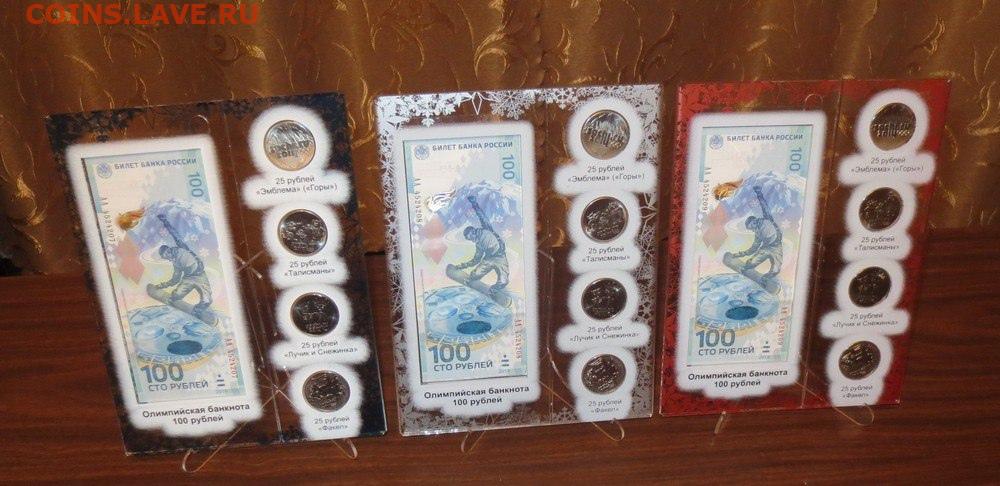 COINS.LAVE.РУ
БИЛЕТ БАНКА РОССИИ
100
100
СТО РУБЛЕЙ
Олимпийская банкнота
100 рублей
25 рублей
«Эмблема» («Горы»)
25 рублей
«Талисманы»
25 рублей
«Лучик и Снежинка»
25 рублей
«Факел»
БИЛЕТ БАНКА РОССИИ
100
100
СТО РУБЛЕЙ
Олимпийская банкнота
100 рублей
25 рублей
«Эмблема» («Горы»)
25 рублей
«Талисманы»
25 рублей
«Лучик и Снежинка»
25 рублей
«Факел»
БИЛЕТ БАНКА РОССИИ
100
100
СТО РУБЛЕЙ
Олимпийская банкнота
100 рублей
25 рублей
«Эмблема» («Горы»)
25 рублей
«Талисманы»
25 рублей
«Лучик и Снежинка»
25 рублей
«Факел»